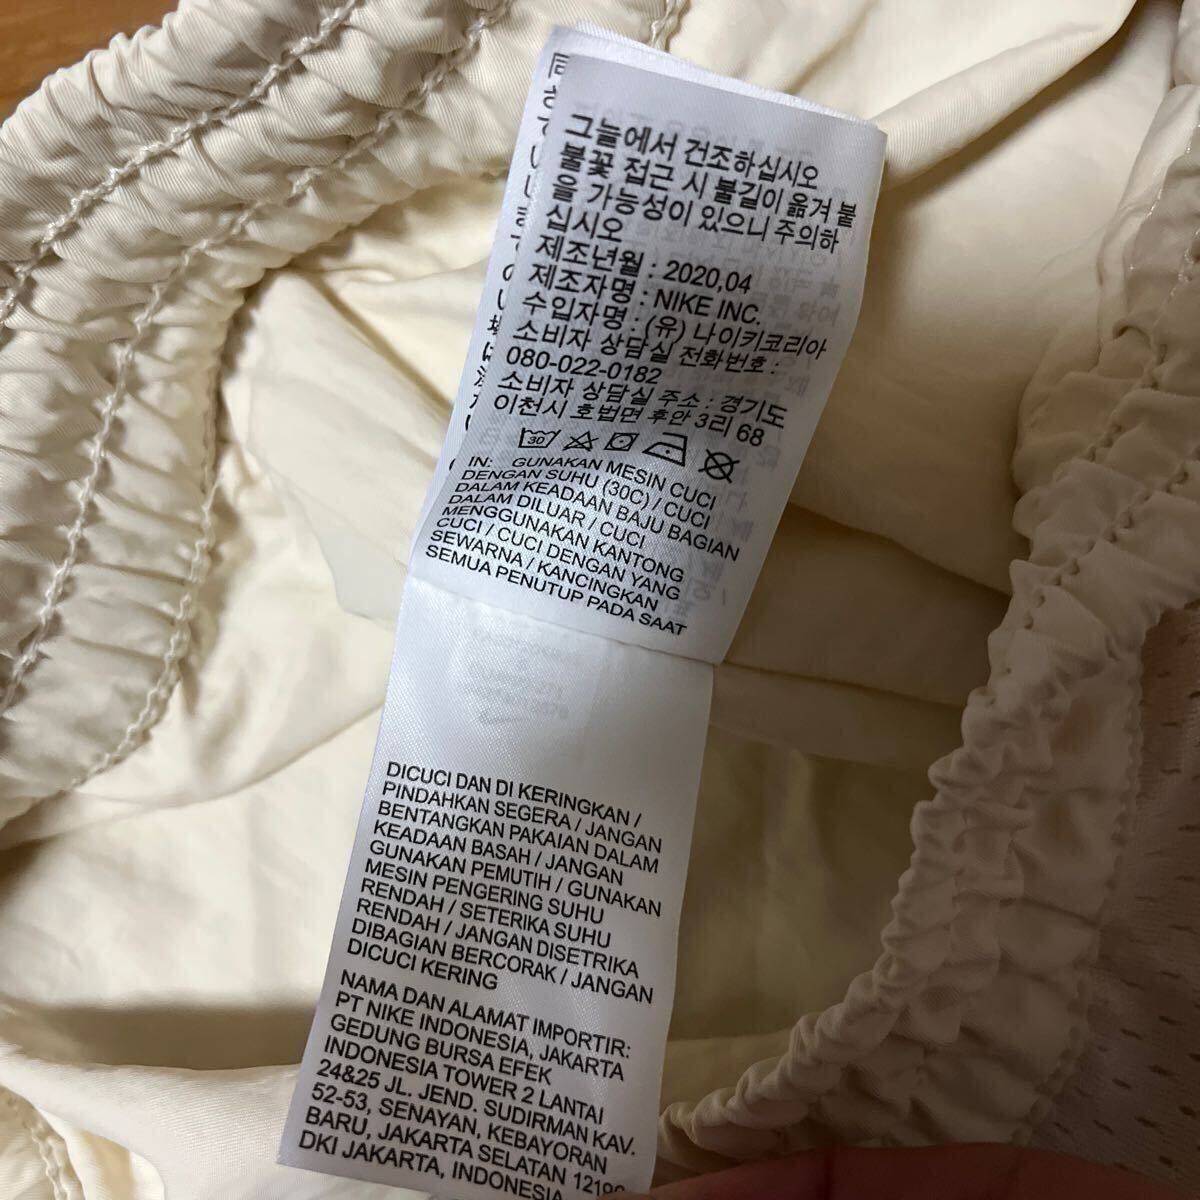 그늘에서 건조하십시오
불꽃 접근 시 불길이 옮겨 붙
을 가능성이 있으니 주의하
십시오
제조년월 : 2020,04
제조자명 : NIKE INC.
수입자명 : (유) 나이키코리아
소비자 상담실 전화번호 :
080-022-0182
소비자 상담실 주소 : 경기도
이천시 호법면 후안 3리 68
30
IN: GUNAKAN MESIN CUCI
DENGAN SUHU (30C) / CUCI
DALAM KEADAAN BAJU BAGIAN
DALAM DILUAR / CUCI
MENGGUNAKAN KANTONG
CUCI / CUCI DENGAN YANG
SEWARNA / KANCINGKAN
SEMUA PENUTUP PADA SAAT
DICUCI DAN DI KERINGKAN /
PINDAHKAN SEGERA / JANGAN
BENTANGKAN PAKAIAN DALAM
KEADAAN BASAH / JANGAN
GUNAKAN PEMUTIH / GUNAKAN
MESIN PENGERING SUHU
RENDAH / SETERIKA SUHU
RENDAH / JANGAN DISETRIKA
DIBAGIAN BERCORAK / JANGAN
DICUCI KERING
NAMA DAN ALAMAT IMPORTIR:
PT NIKE INDONESIA, JAKARTA
GEDUNG BURSA EFEK
INDONESIA TOWER 2 LANTAI
24&25 JL. JEND. SUDIRMAN KAV.
52-53, SENAYAN, KEBAYORAN
BARU, JAKARTA SELATAN
DKI JAKARTA, INDONESIA